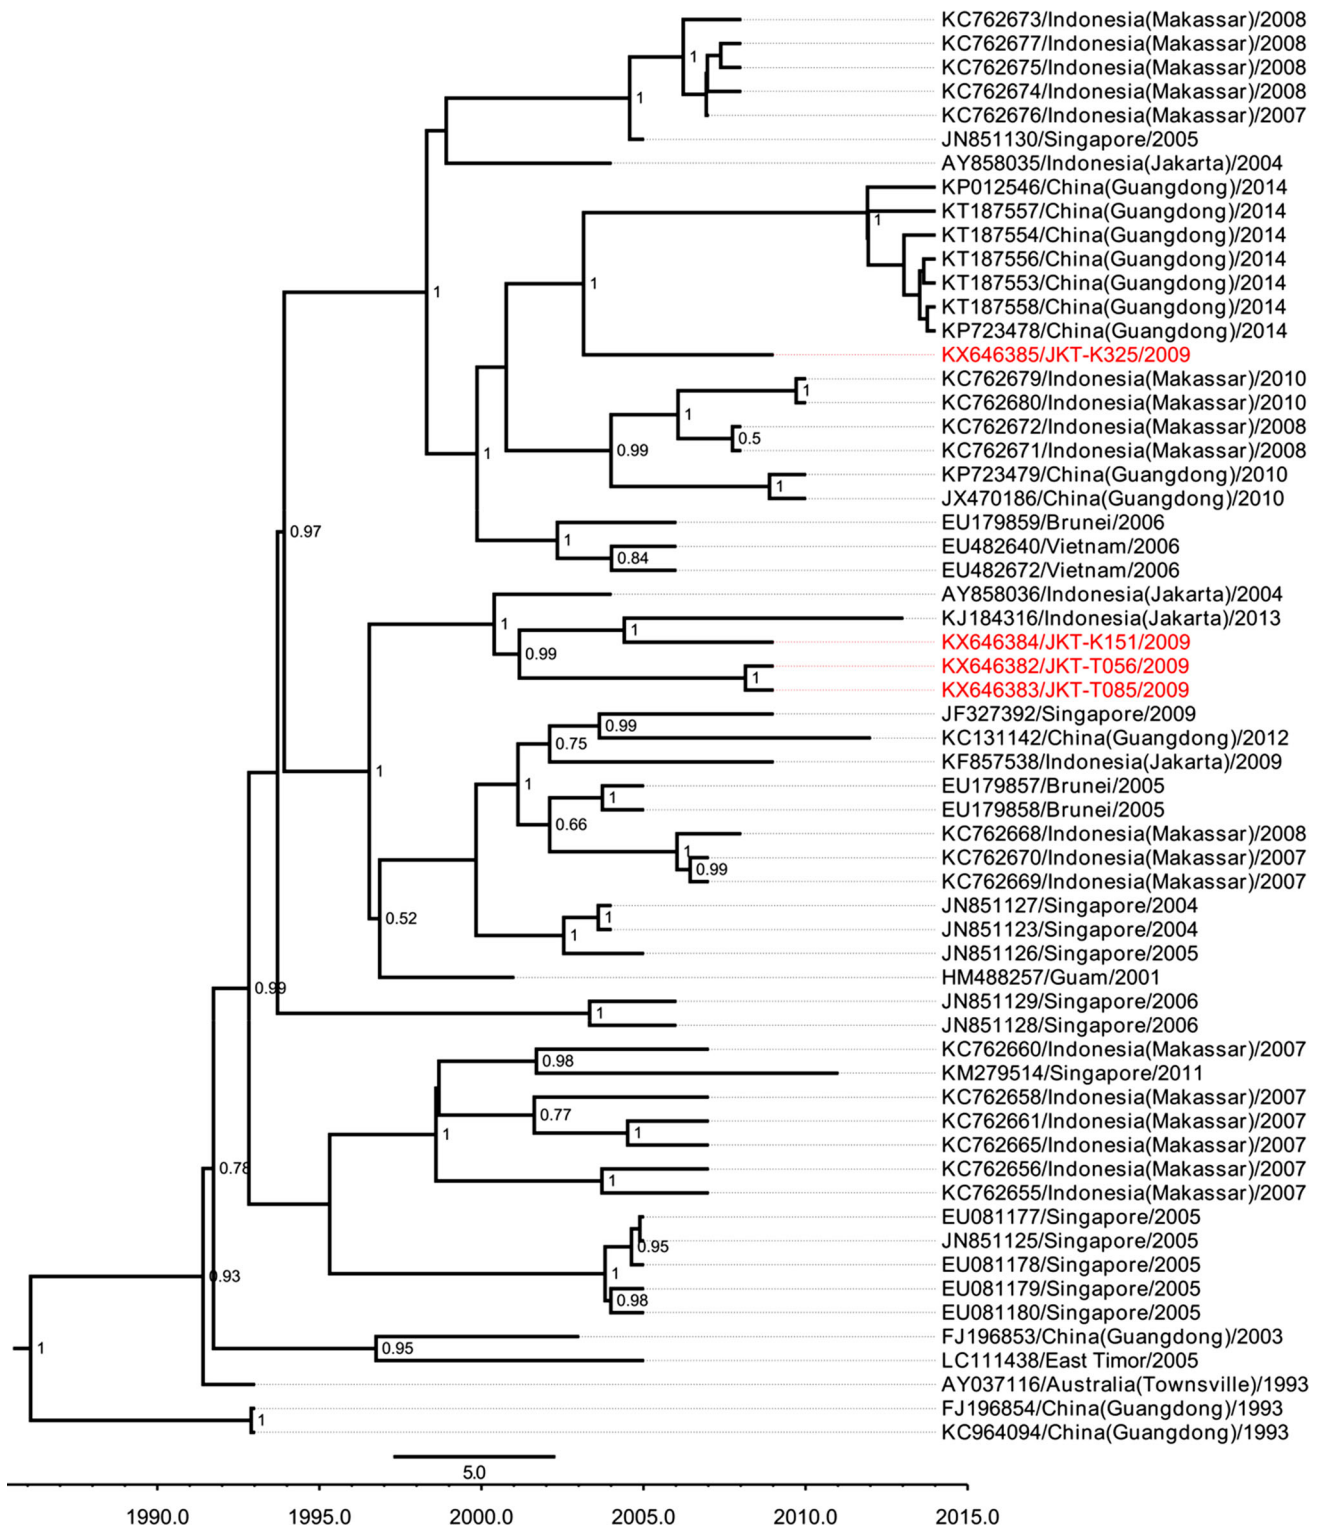 KC762673/Indonesia(Makassar)/2008
KC762677/Indonesia(Makassar)/2008
1
KC762675/Indonesia(Makassar)/2008
KC762674/Indonesia(Makassar)/2008
1
KC762676/Indonesia(Makassar)/2007
JN851130/Singapore/2005
AY858035/Indonesia(Jakarta)/2004
KP012546/China(Guangdong)/2014
KT187557/China(Guangdong)/2014
1
KT187554/China(Guangdong)/2014
KT187556/China(Guangdong)/2014
1
KT187553/China(Guangdong)/2014
1
KT187558/China(Guangdong)/2014
KP723478/China(Guangdong)/2014
KX646385/JKT-K325/2009
KC762679/Indonesia(Makassar)/2010
1
KC762680/Indonesia(Makassar)/2010
1
KC762672/Indonesia(Makassar)/2008
0.5
KC762671/Indonesia(Makassar)/2008
0.99
1
KP723479/China(Guangdong)/2010
1
JX470186/China(Guangdong)/2010
EU179859/Brunei/2006
0.97
1
EU482640/Vietnam/2006
0.84
EU482672/Vietnam/2006
AY858036/Indonesia(Jakarta)/2004
KJ184316/Indonesia(Jakarta)/2013
1
1
KX646384/JKT-K151/2009
0.99
KX646382/JKT-T056/2009
1
KX646383/JKT-T085/2009
JF327392/Singapore/2009
0.99
KC131142/China(Guangdong)/2012
0.75
KF857538/Indonesia(Jakarta)/2009
1
1
EU179857/Brunei/2005
1
EU179858/Brunei/2005
0.66
KC762668/Indonesia(Makassar)/2008
1
KC762670/Indonesia(Makassar)/2007
0.99
KC762669/Indonesia(Makassar)/2007
JN851127/Singapore/2004
1
0.52
JN851123/Singapore/2004
1
JN851126/Singapore/2005
HM488257/Guam/2001
0.99
JN851129/Singapore/2006
1
JN851128/Singapore/2006
KC762660/Indonesia(Makassar)/2007
0.98
KM279514/Singapore/2011
KC762658/Indonesia(Makassar)/2007
0.77
KC762661/Indonesia(Makassar)/2007
1
1
KC762665/Indonesia(Makassar)/2007
0.78
KC762656/Indonesia(Makassar)/2007
1
KC762655/Indonesia(Makassar)/2007
EU081177/Singapore/2005
JN851125/Singapore/2005
0.95
EU081178/Singapore/2005
0.93
1
EU081179/Singapore/2005
0.98
EU081180/Singapore/2005
FJ196853/China(Guangdong)/2003
1
0.95
LC111438/East Timor/2005
AY037116/Australia(Townsville)/1993
FJ196854/China(Guangdong)/1993
1
KC964094/China(Guangdong)/1993
5.0
1990.0 1995.0 2000.0 2005.0 2010.0 2015.0